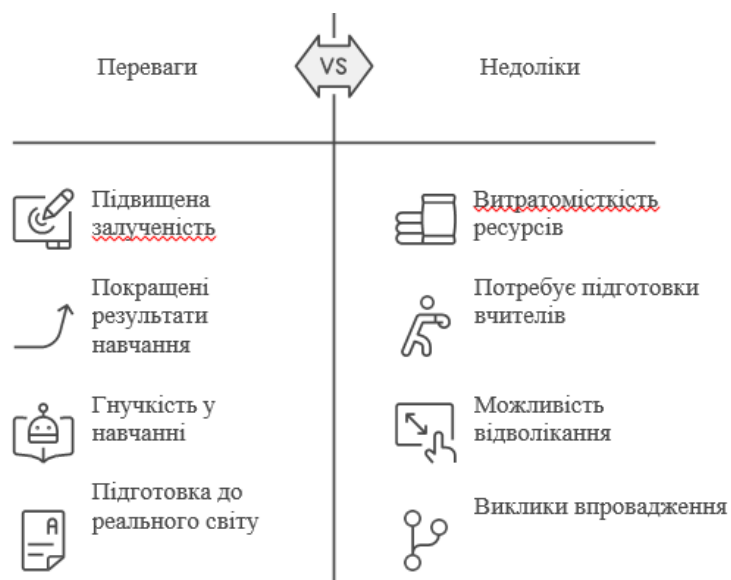 Переваги
VS
Недоліки
Підвищена
залученість
Покращені
результати
навчання
Гнучкість у
навчанні
Підготовка до
реального світу
A
Витратомісткість
ресурсів
Потребує підготовки
вчителів
Можливість
відволікання
Виклики впровадження